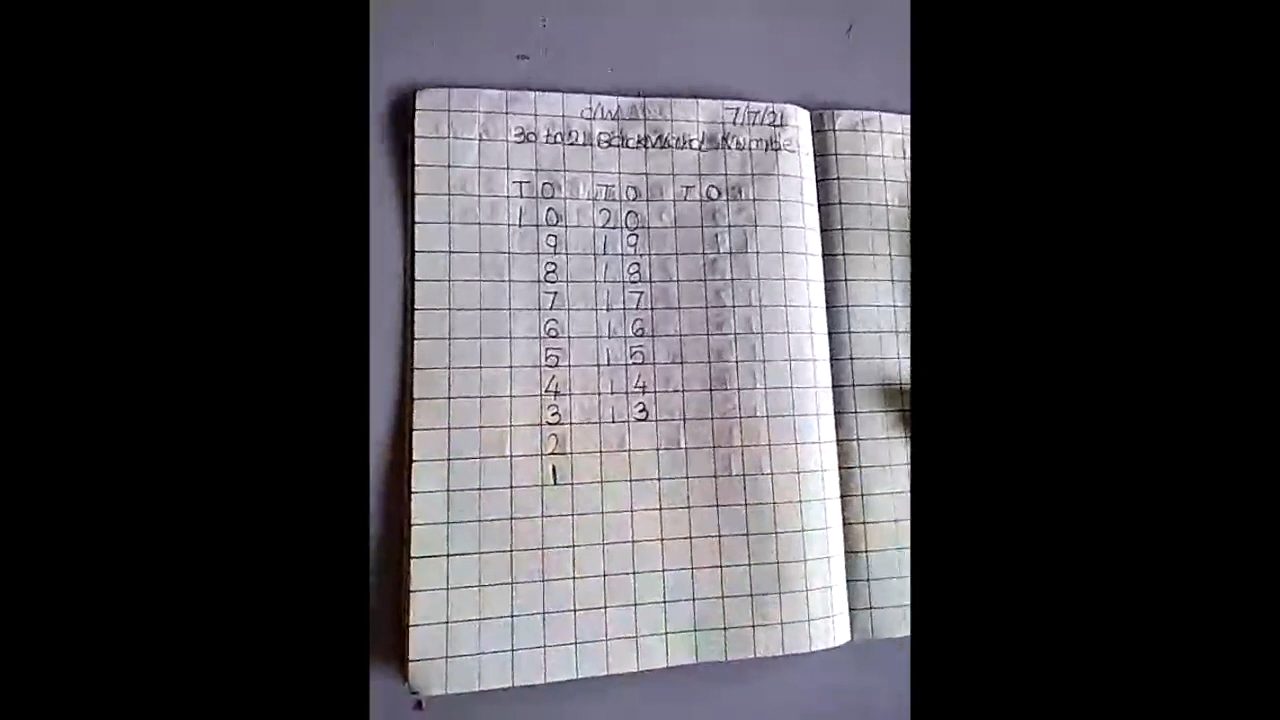 C/W 7/7/21
30 to 21 Backward Number
T O T O T O
1 0 2 0
9 1 9
8 1 8
7 1 7
6 1 6
5 1 5
4 1 4
3 1 3
2
1